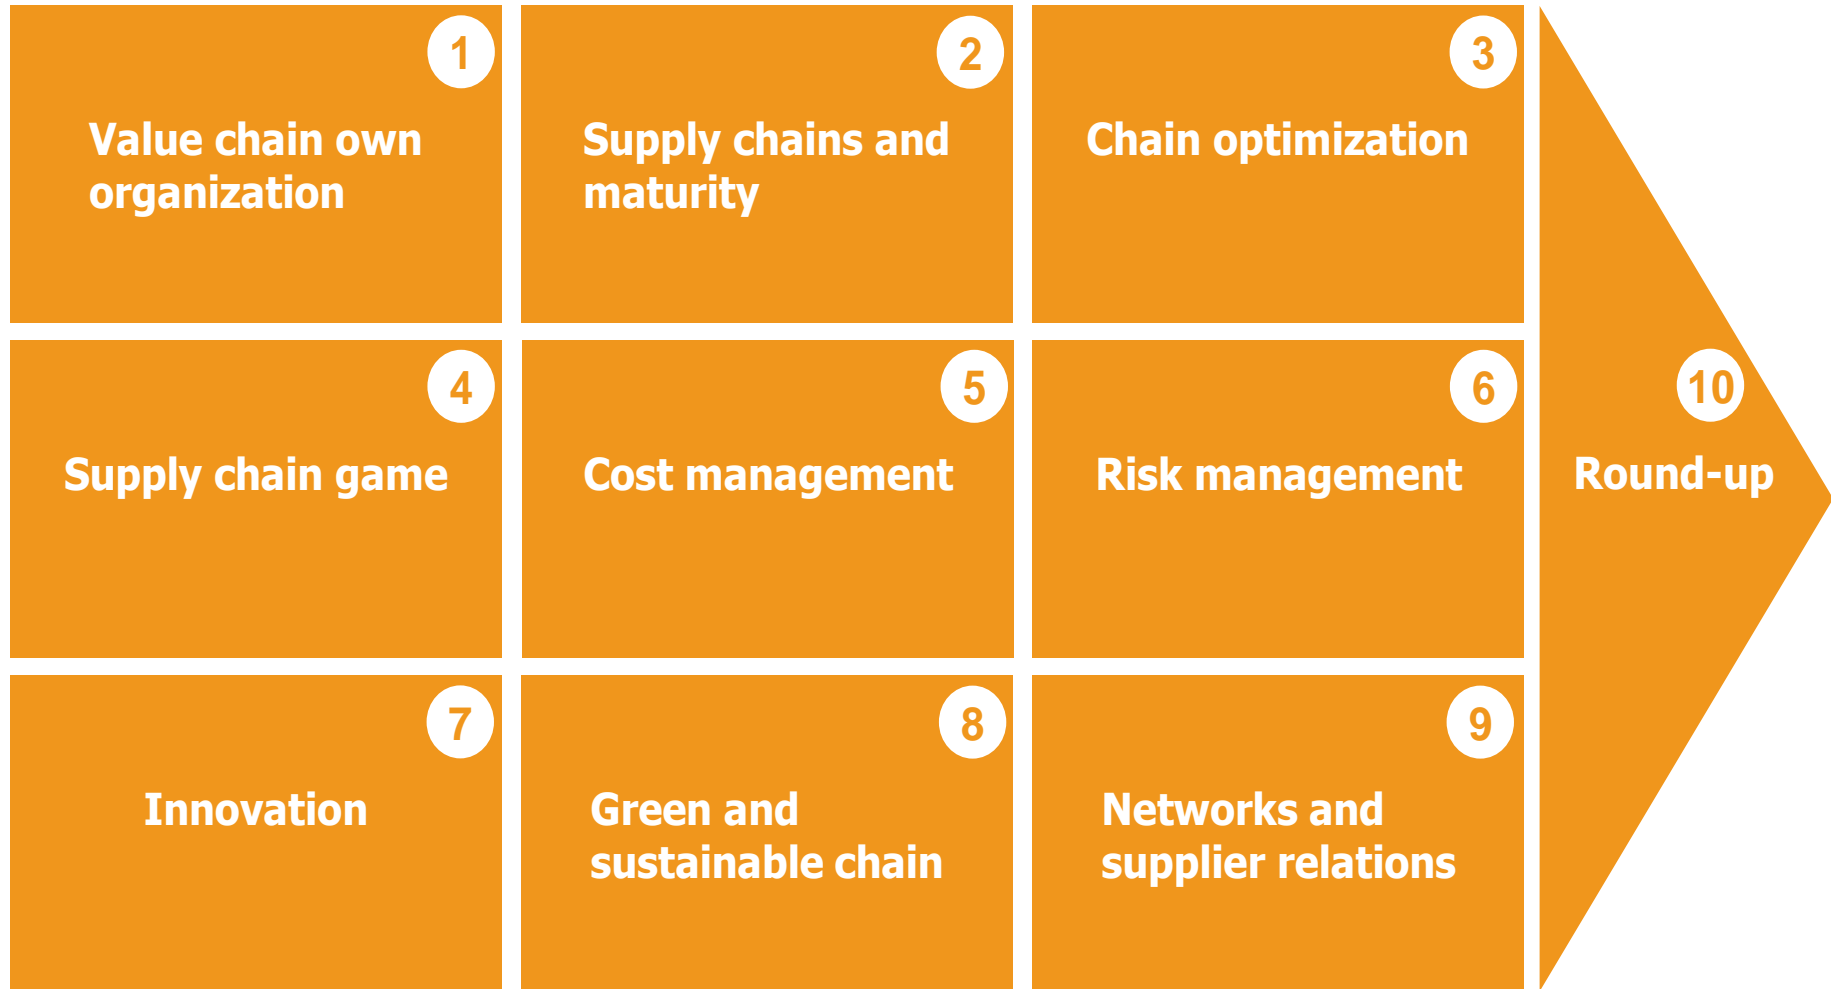 1
Value chain own
organization
2
Supply chains and
maturity
3
Chain optimization
4
Supply chain game
5
Cost management
6
Risk management
7
Innovation
8
Green and
sustainable chain
9
Networks and
supplier relations
10
Round-up